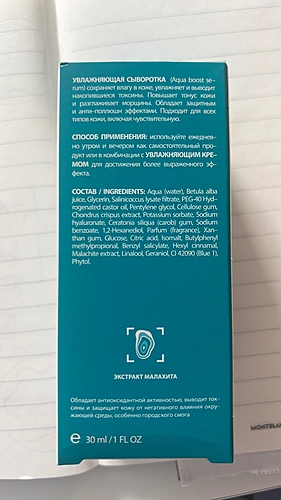 УВЛАЖНЯЮЩАЯ СЫВОРОТКА (Aqua boost se-
rum) сохраняет влагу в коже, увлажняет и выводит
накопившиеся токсины. Повышает тонус кожи
и разглаживает морщины. Обладает защитным
и анти-поллюшн эффектами. Подходит для всех
типов кожи, включая чувствительную.
СПОСОБ ПРИМЕНЕНИЯ: используйте ежеднев-
но утром и вечером как самостоятельный про-
дукт или в комбинации с УВЛАЖНЯЮЩИМ КРЕ-
МОМ для достижения более выраженного эф-
фекта.
СОСТАВ / INGREDIENTS: Aqua (water), Betula alba
juice, Glycerin, Salinicoccus lysate filtrate, PEG-40 Hyd-
rogenated castor oil, Pentylene glycol, Cellulose gum,
Chondrus crispus extract, Potassium sorbate, Sodium
hyaluronate, Ceratonia siliqua (carob) gum, Sodium
benzoate, 1,2-Hexanediol, Parfum (fragrance), Xan-
than gum, Glucose, Citric acid, Isomalt, Butylphenyl
methylpropional, Benzyl salicylate, Hexyl cinnamal,
Malachite extract, Linalool, Geraniol, CI 42090 (Blue 1),
Phytol.
ЭКСТРАКТ МАЛАХИТА
Обладает антиоксидантной активностью, выводит ток-
сины и защищает кожу от негативного влияния окру-
жающей среды, особенно городского смога
e 30 ml / 1 FL OZ
MONTBLAN